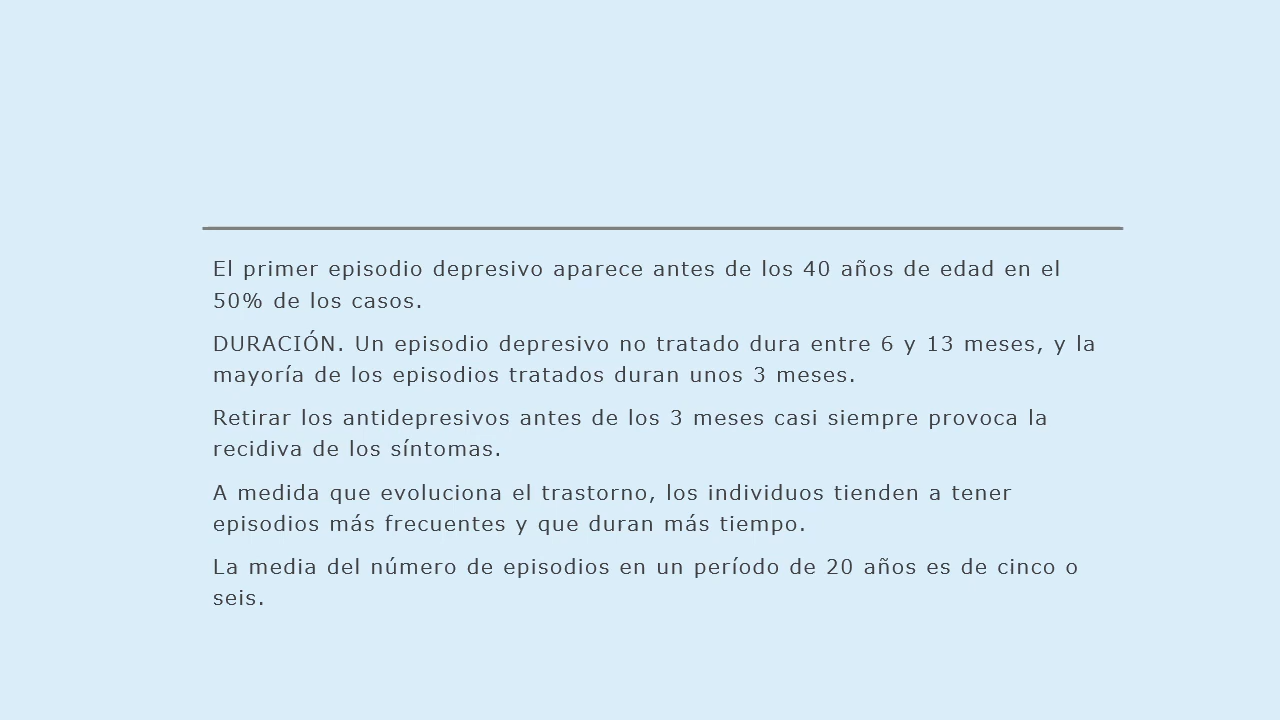 El primer episodio depresivo aparece antes de los 40 años de edad en el
50% de los casos.
DURACIÓN. Un episodio depresivo no tratado dura entre 6 y 13 meses, y la
mayoría de los episodios tratados duran unos 3 meses.
Retirar los antidepresivos antes de los 3 meses casi siempre provoca la
recidiva de los síntomas.
A medida que evoluciona el trastorno, los individuos tienden a tener
episodios más frecuentes y que duran más tiempo.
La media del número de episodios en un período de 20 años es de cinco o
seis.